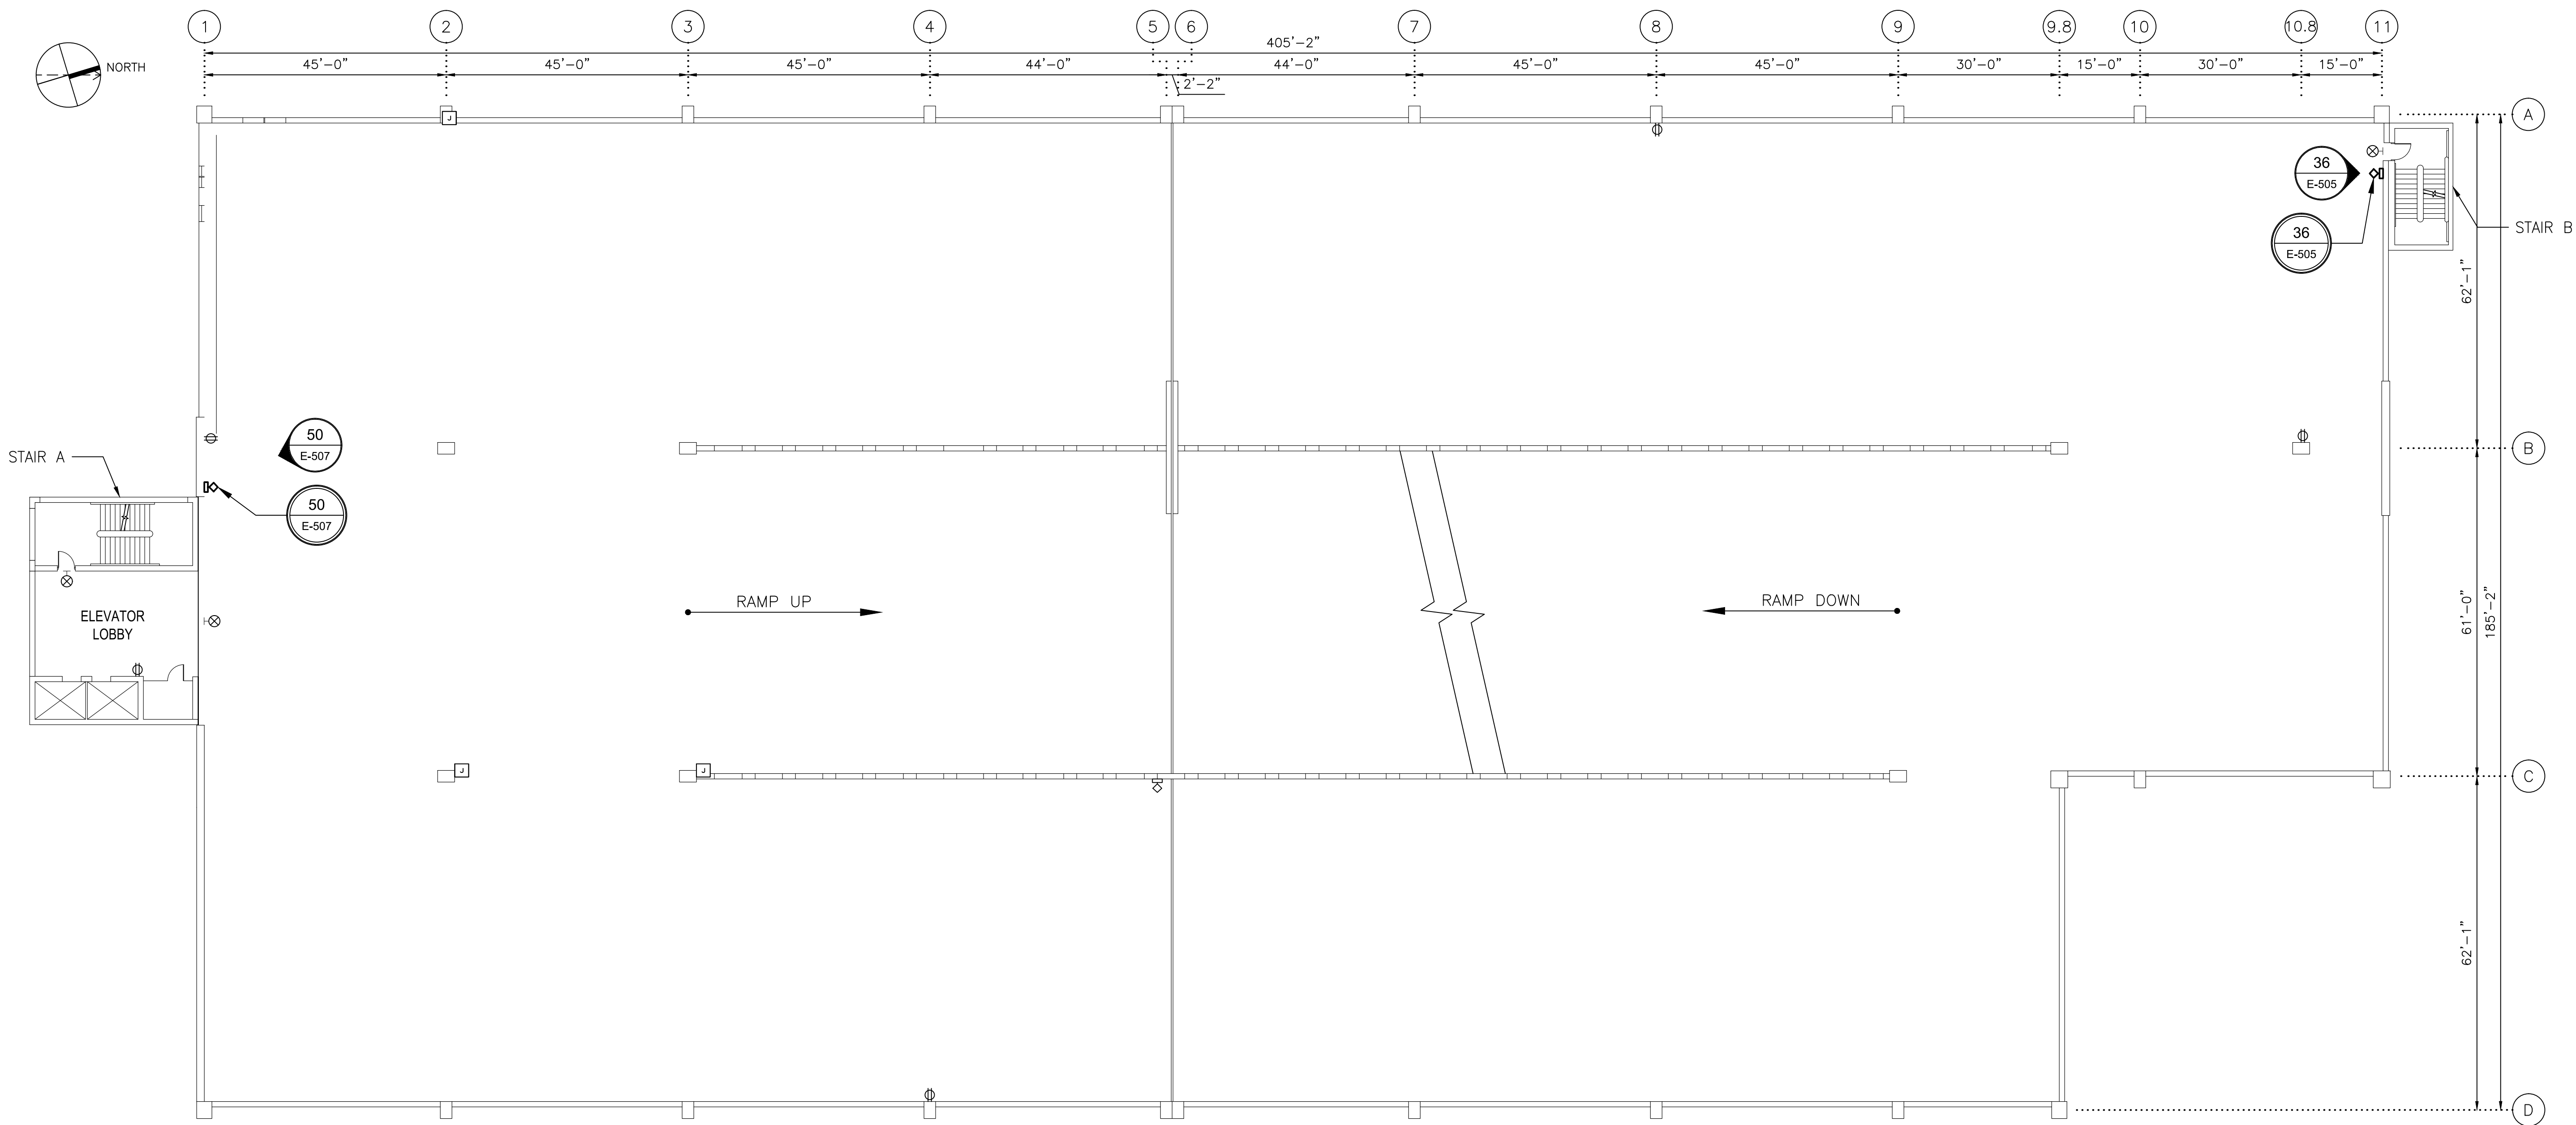 1 2 3 4 5 6 7 8 9 9.8 10 10.8 11
405'-2"
NORTH
45'-0" 45'-0" 45'-0" 44'-0" 44'-0" 45'-0" 45'-0" 30'-0" 15'-0" 30'-0" 15'-0"
2'-2"
A
J
36
E-505
STAIR B
36
E-505
62'-1"
50
E-507
B
STAIR A
50
E-507
RAMP UP
RAMP DOWN
ELEVATOR
LOBBY
61'-0"
185'-2"
J
J
C
62'-1"
D